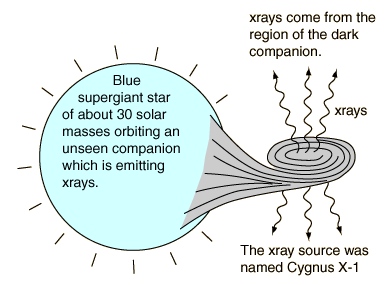 xrays come from the
region of the dark
companion.
Blue
supergiant star
of about 30 solar
masses orbiting an
unseen companion
which is emitting
xrays.
xrays
The xray source was
named Cygnus X-1